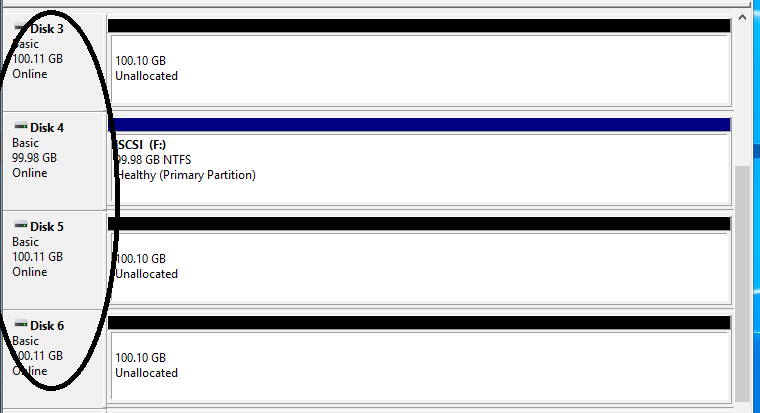 Disk 3
Basic
100.11 GB
Online
100.10 GB
Unallocated
Disk 4
Basic
99.98 GB
Online
iSCSI (F:)
99.98 GB NTFS
Healthy (Primary Partition)
Disk 5
Basic
100.11 GB
Online
100.10 GB
Unallocated
Disk 6
Basic
100.11 GB
Online
100.10 GB
Unallocated